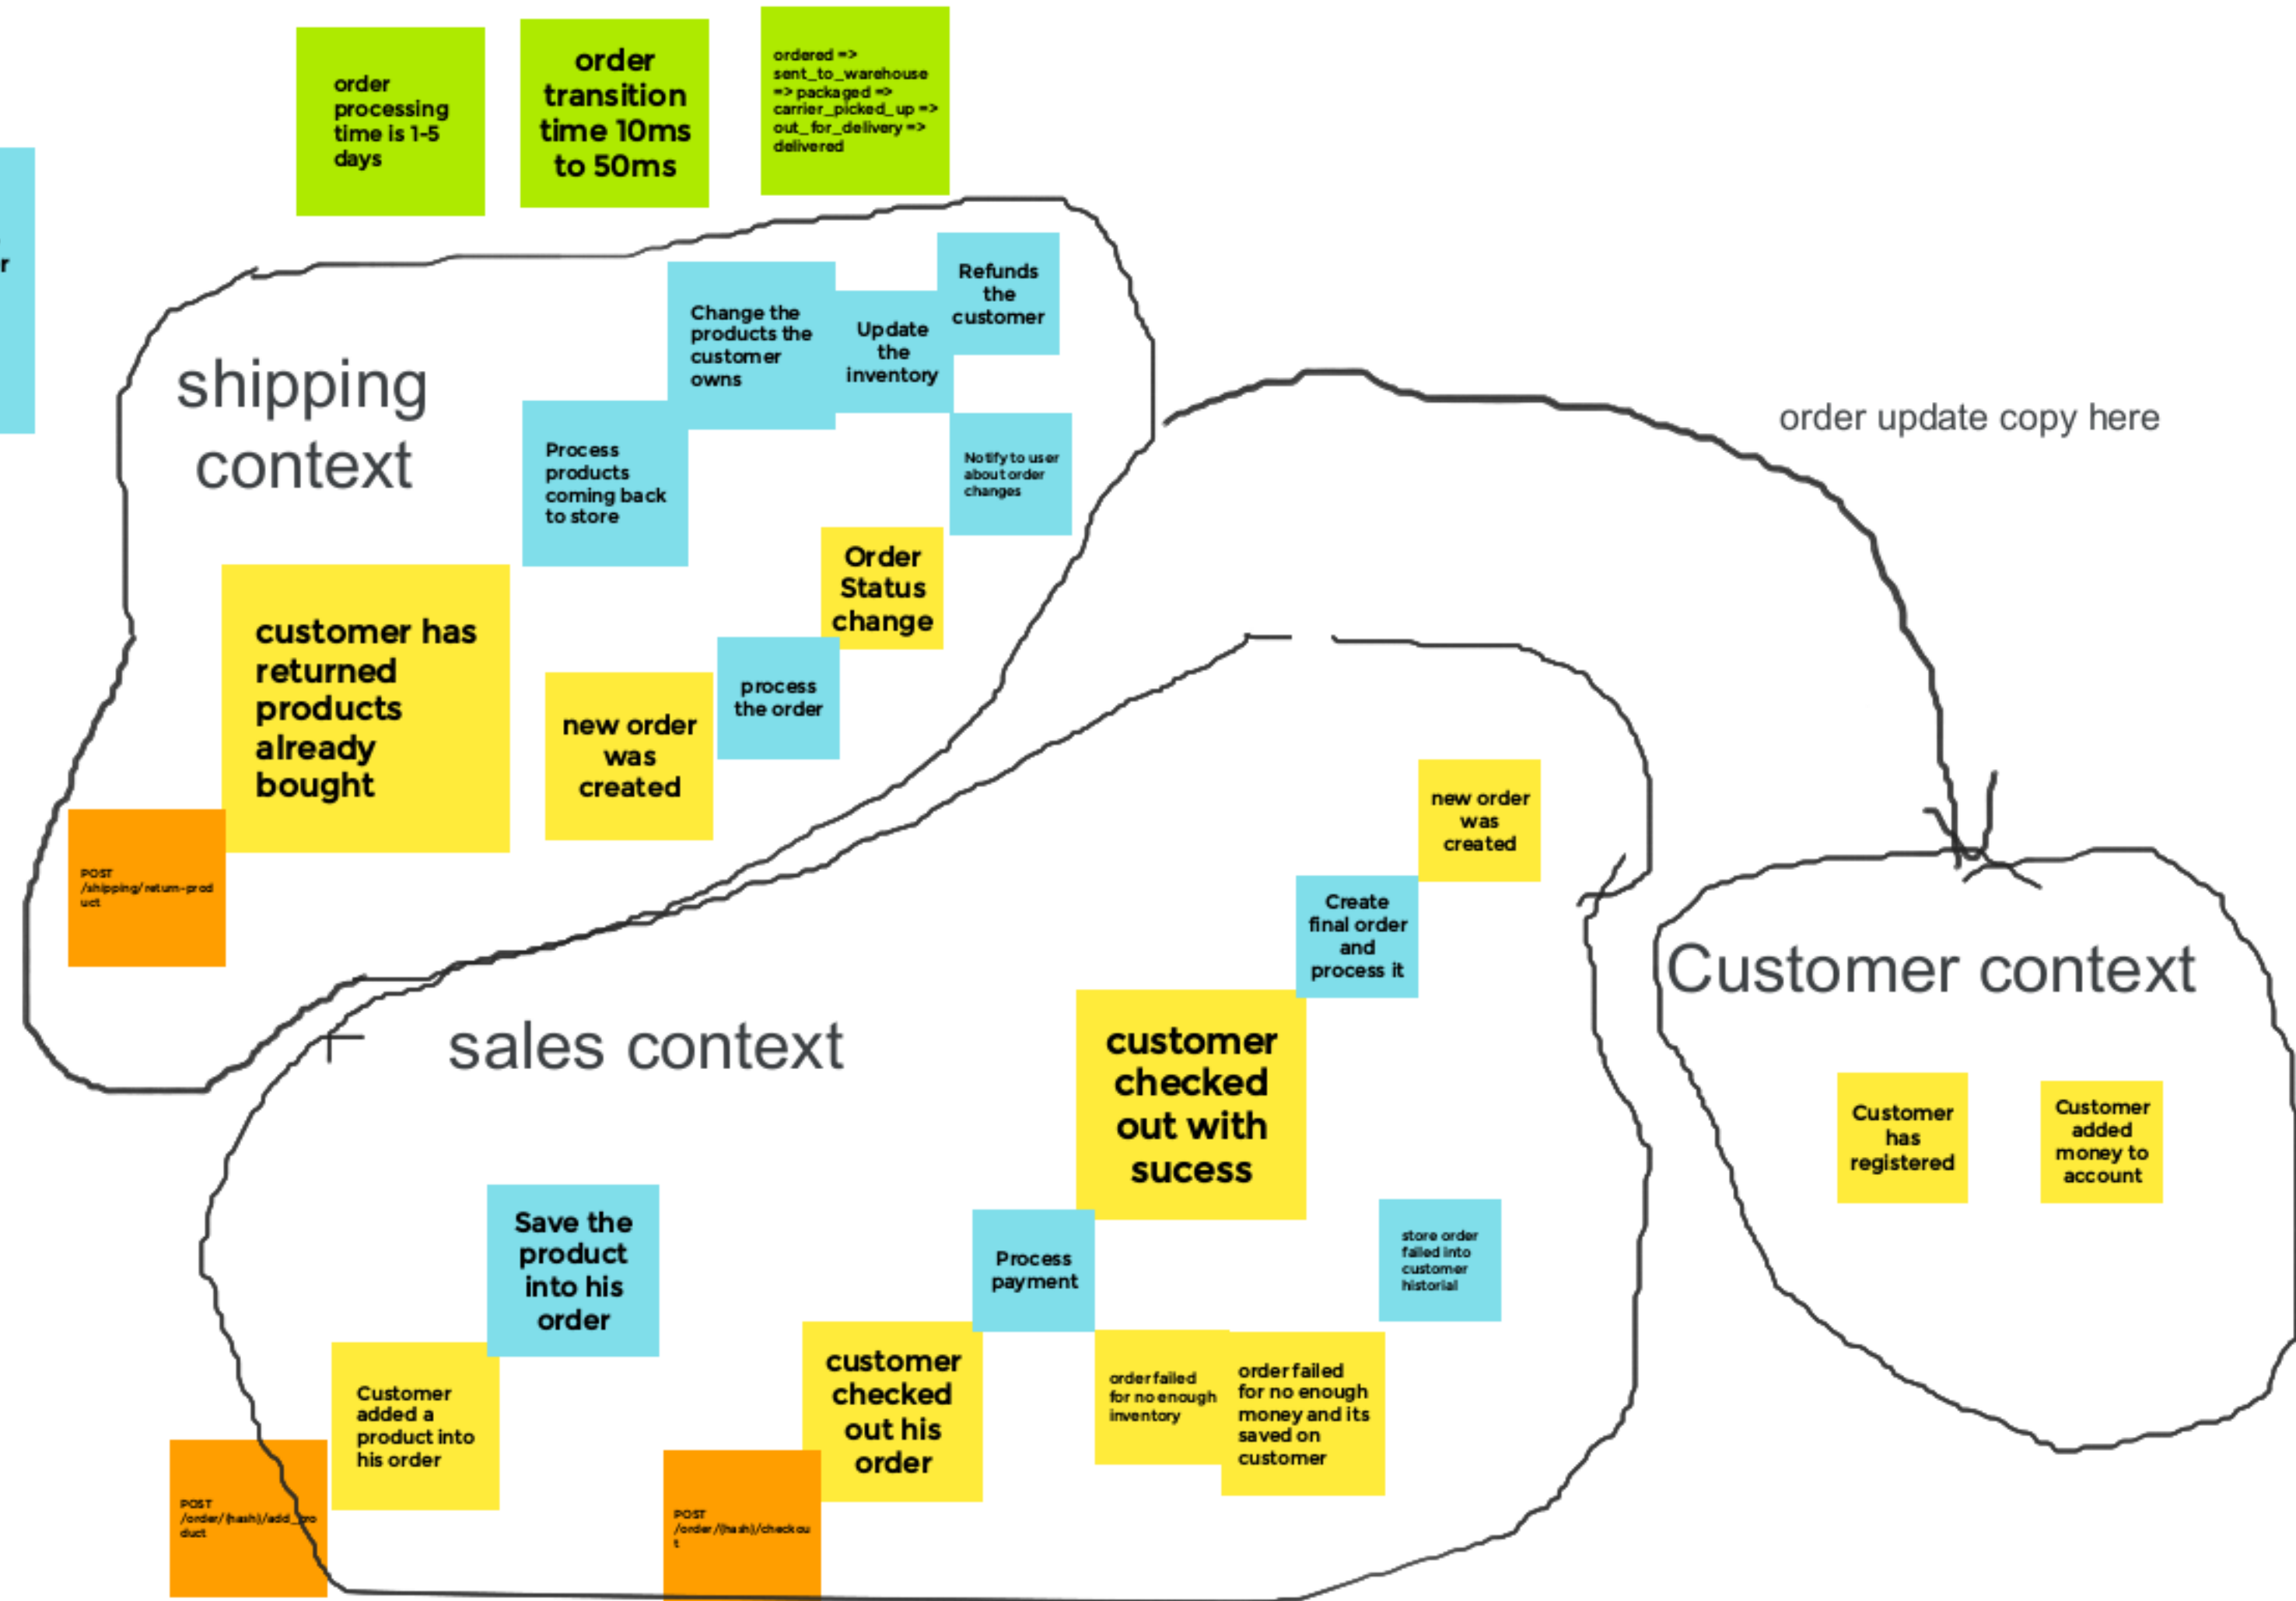 order
processing
time is 1-5
days
order
transition
time 10ms
to 50ms
ordered =>
sent_to_warehouse
=> packaged =>
carrier_picked_up =>
out_for_delivery =>
delivered
r
Refunds
the
customer
Change the
products the
customer
owns
Update
the
inventory
shipping
context
order update copy here
Process
products
coming back
to store
Notify to user
about order
changes
Order
Status
change
customer has
returned
products
already
bought
process
the order
new order
was
created
POST
/shipping/return-prod
uct
new order
was
created
Create
final order
and
process it
Customer context
sales context
customer
checked
out with
sucess
Customer
has
registered
Customer
added
money to
account
Save the
product
into his
order
Process
payment
store order
failed into
customer
historial
Customer
added a
product into
his order
customer
checked
out his
order
order failed
for no enough
inventory
order failed
for no enough
money and its
saved on
customer
POST
/order/{hash}/add_pro
duct
POST
/order/{hash}/checkou
t